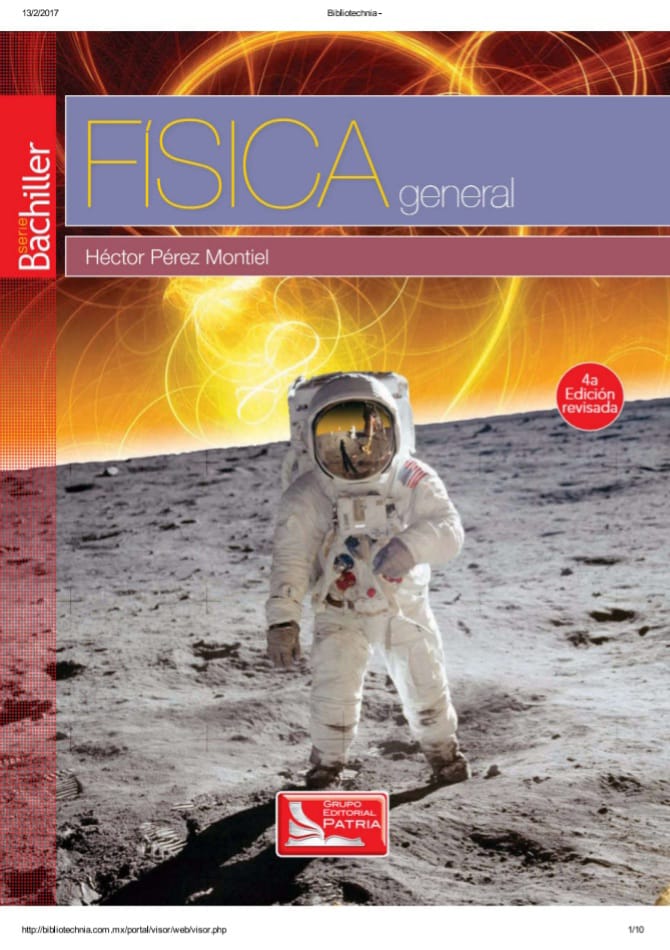 13/2/2017
Bibliotechnia -
serie
Bachiller
FÍSICA general
Héctor Pérez Montiel
4a
Edición
revisada
GRUPO
EDITORIAL
PATRIA
http://bibliotechnia.com.mx/portal/visor/web/visor.php
1/10